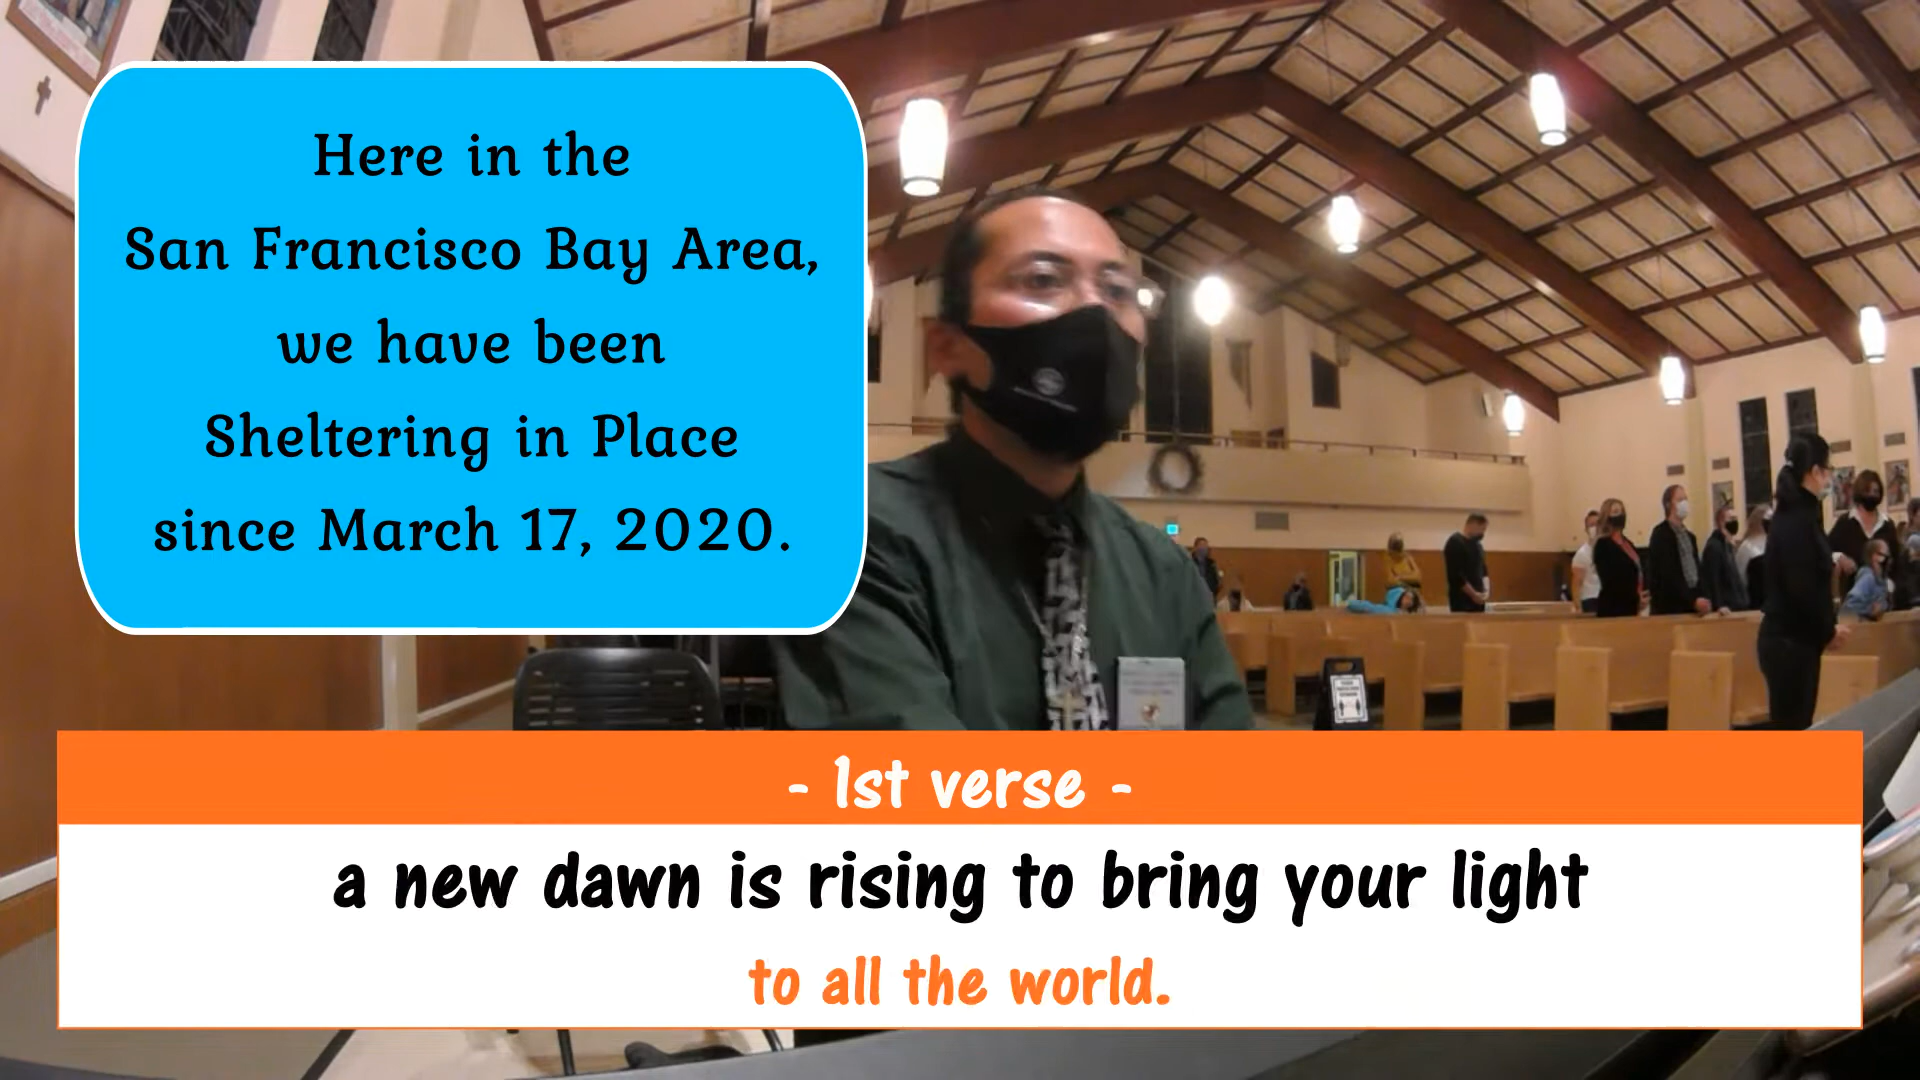 Here in the
San Francisco Bay Area,
we have been
Sheltering in Place
since March 17, 2020.
- 1st verse -
a new dawn is rising to bring your light
to all the world.